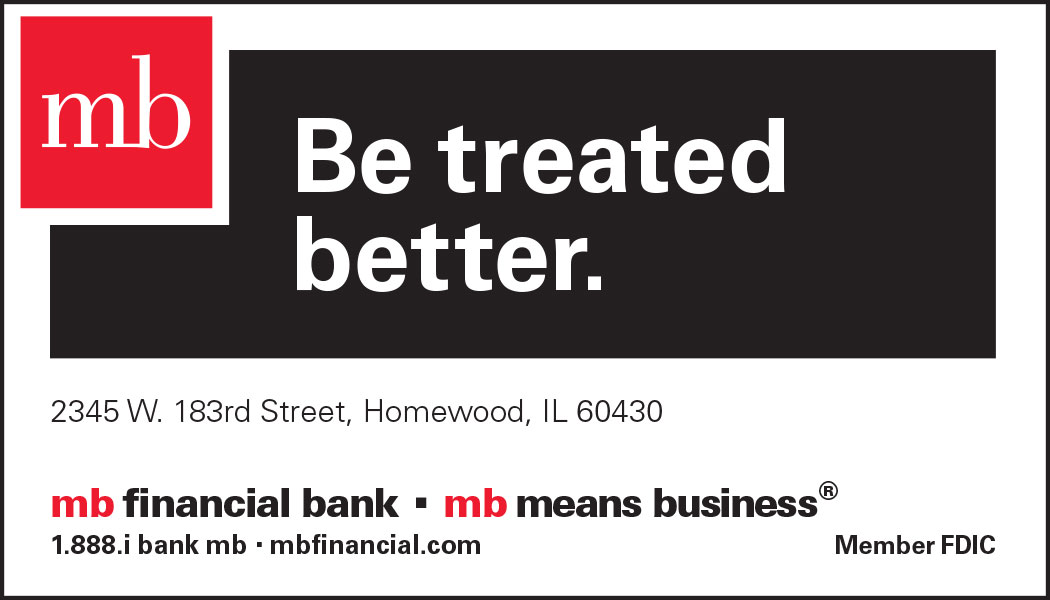 mb
Be treated
better.
2345 W. 183rd Street, Homewood, IL 60430
mb financial bank ▪ mb means business®
1.888.i bank mb · mbfinancial.com
Member FDIC